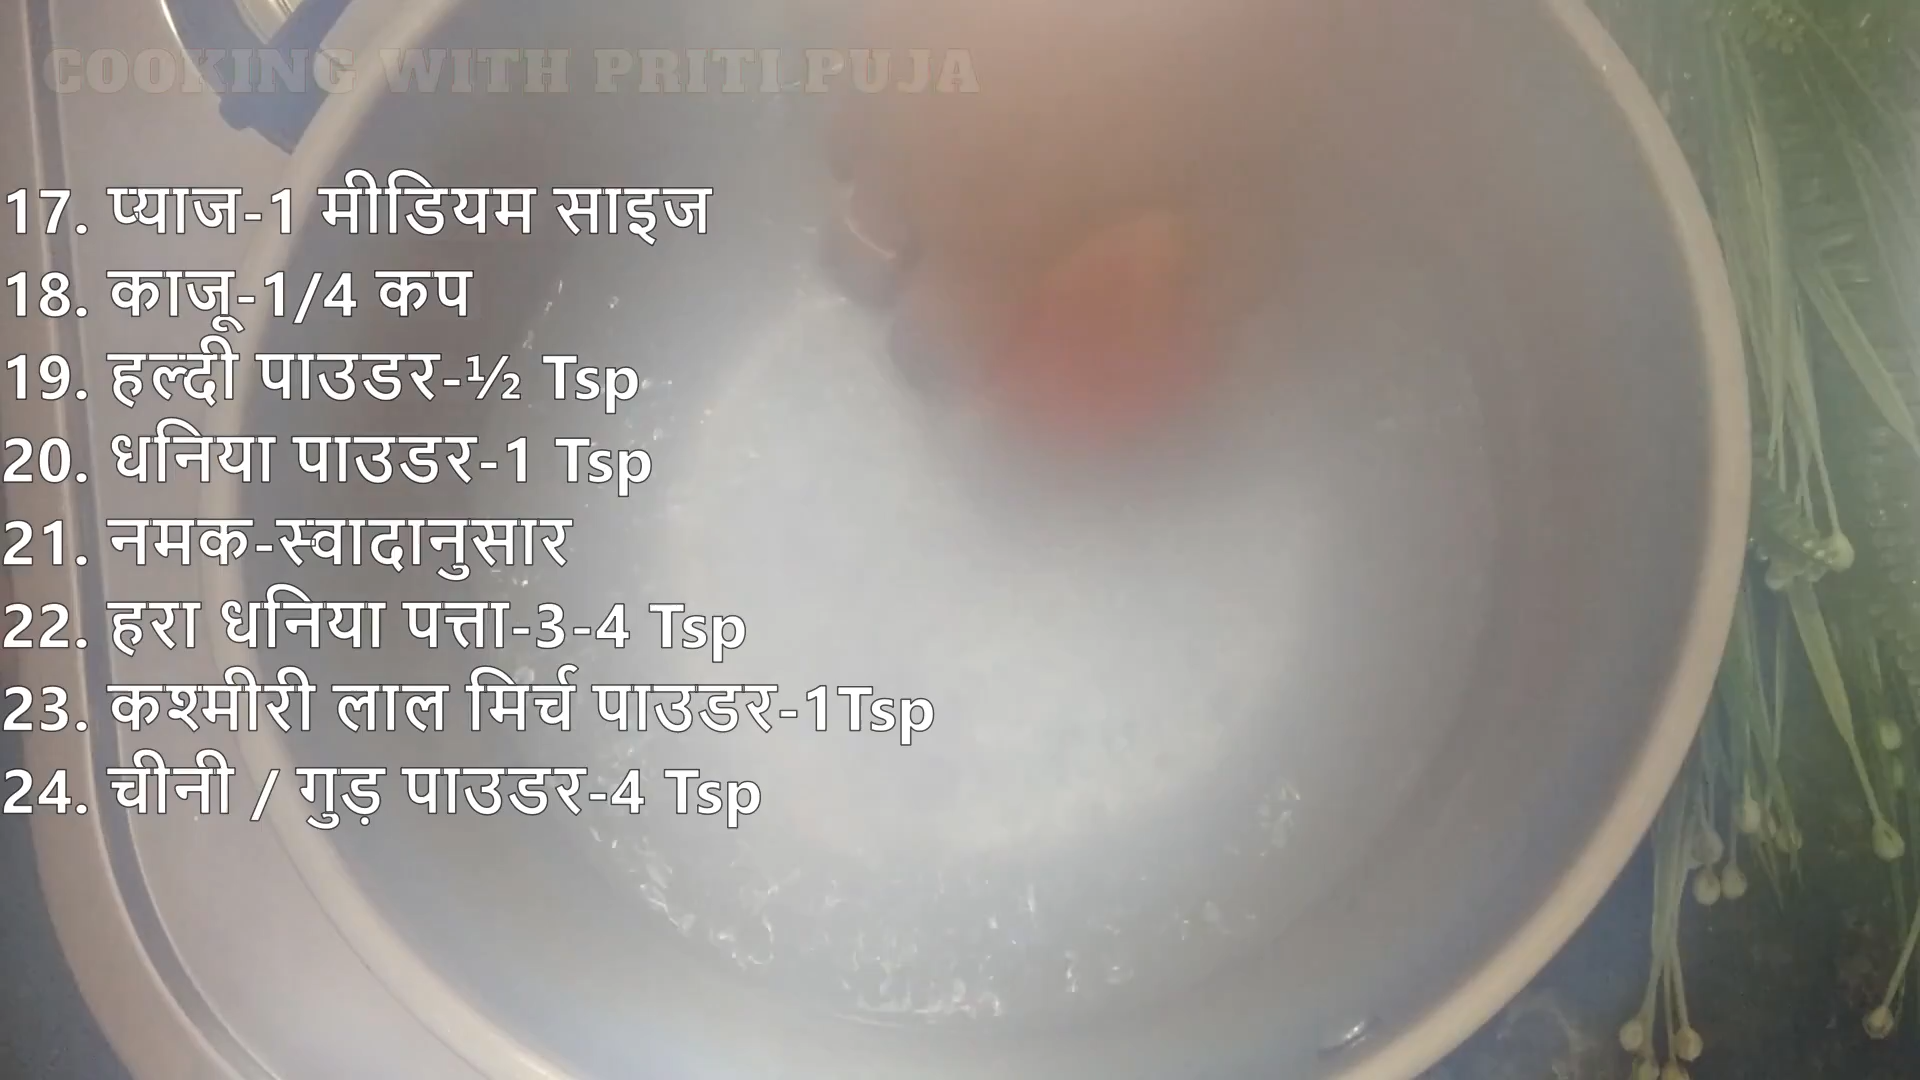 COOKING WITH PRITI PUJA
17. प्याज-1 मीडियम साइज
18. काजू-1/4 कप
19. हल्दी पाउडर-½ Tsp
20. धनिया पाउडर-1 Tsp
21. नमक-स्वादानुसार
22. हरा धनिया पत्ता-3-4 Tsp
23. कश्मीरी लाल मिर्च पाउडर-1Tsp
24. चीनी / गुड़ पाउडर-4 Tsp